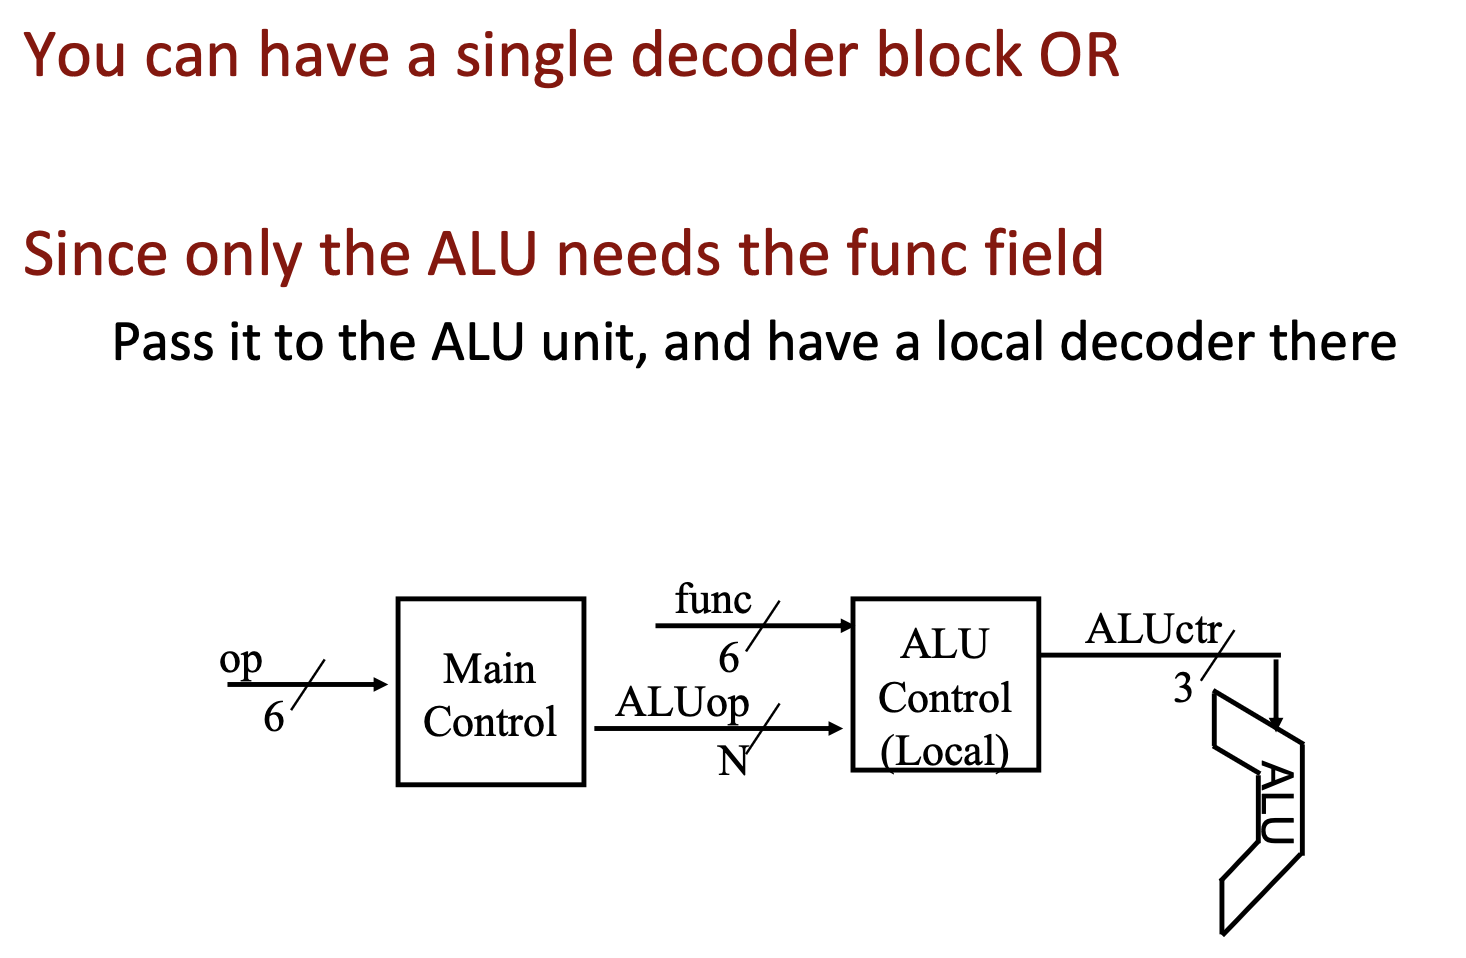 You can have a single decoder block OR
Since only the ALU needs the func field
Pass it to the ALU unit, and have a local decoder there
op
6
Main
Control
func
6
ALUop
N
ALU
Control
(Local)
ALUctr
3
ALU